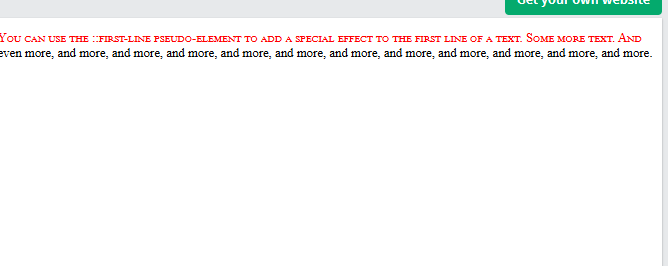 Get your own website
You can use the ::first-line pseudo-element to add a special effect to the first line of a text. Some more text. And
even more, and more, and more, and more, and more, and more, and more, and more, and more, and more, and more, and more.